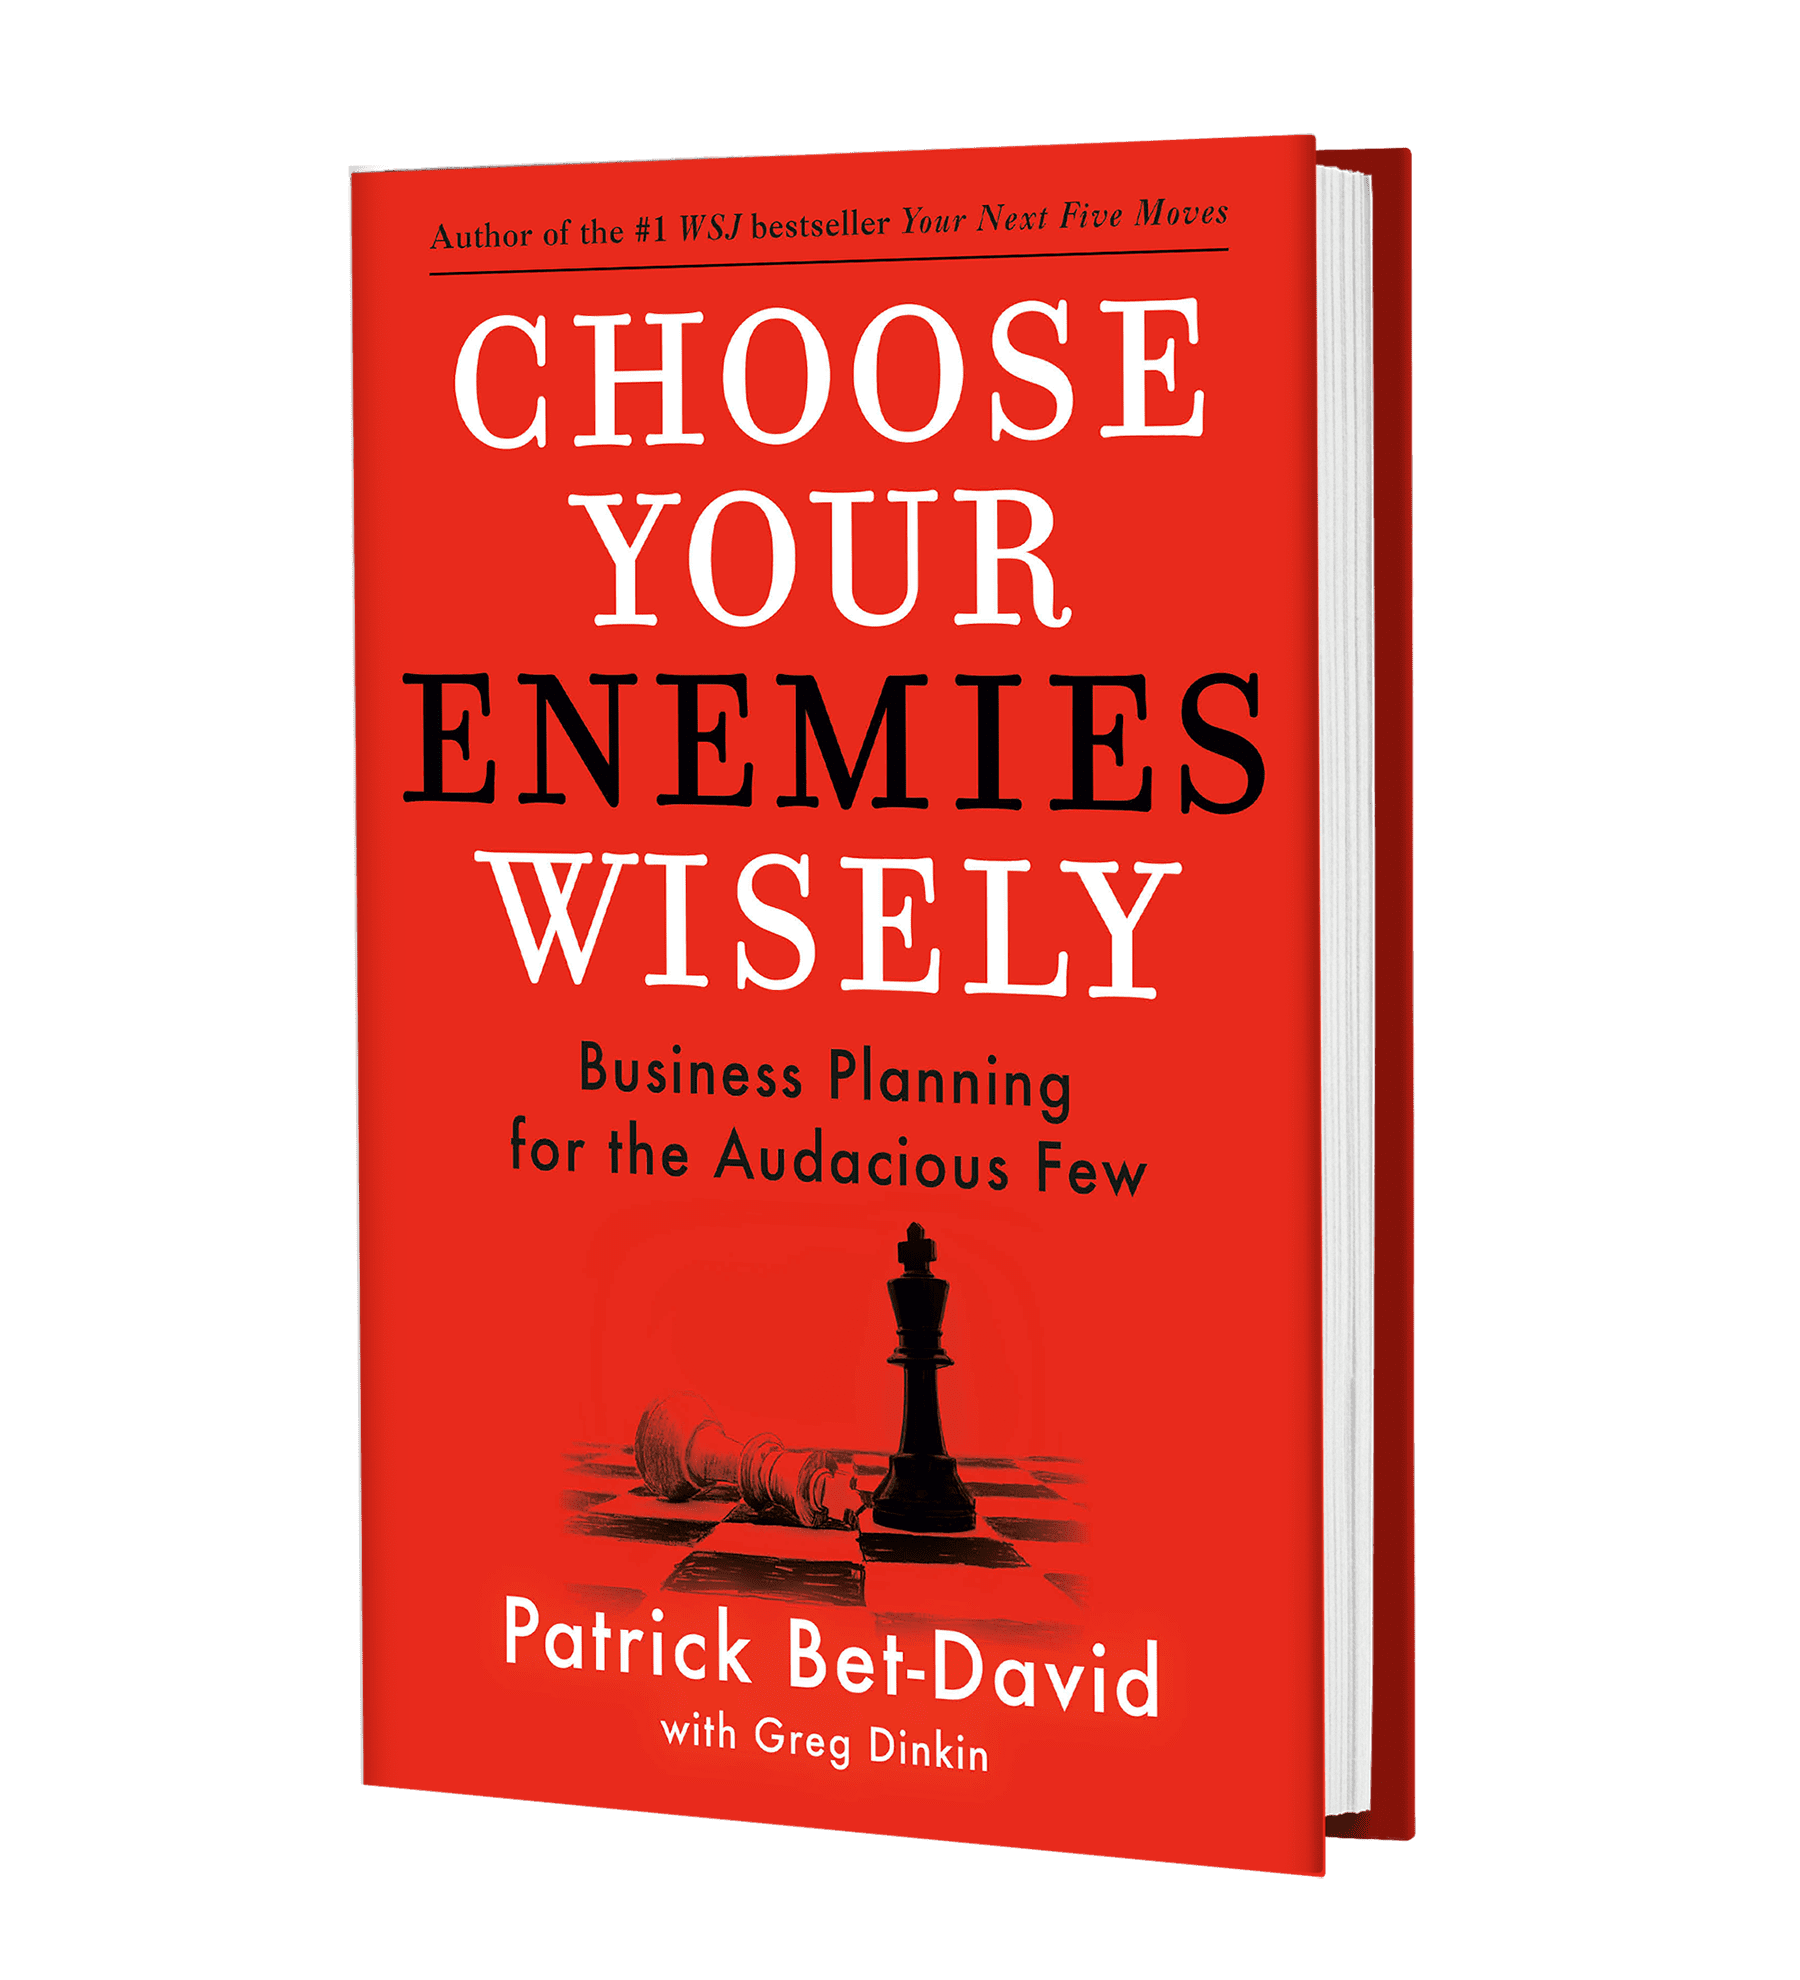 Author of the #1 WSJ bestseller Your Next Five Moves
CHOOSE
YOUR
ENEMIES
WISELY
Business Planning
for the Audacious Few
Patrick Bet-David
with Greg Dinkin